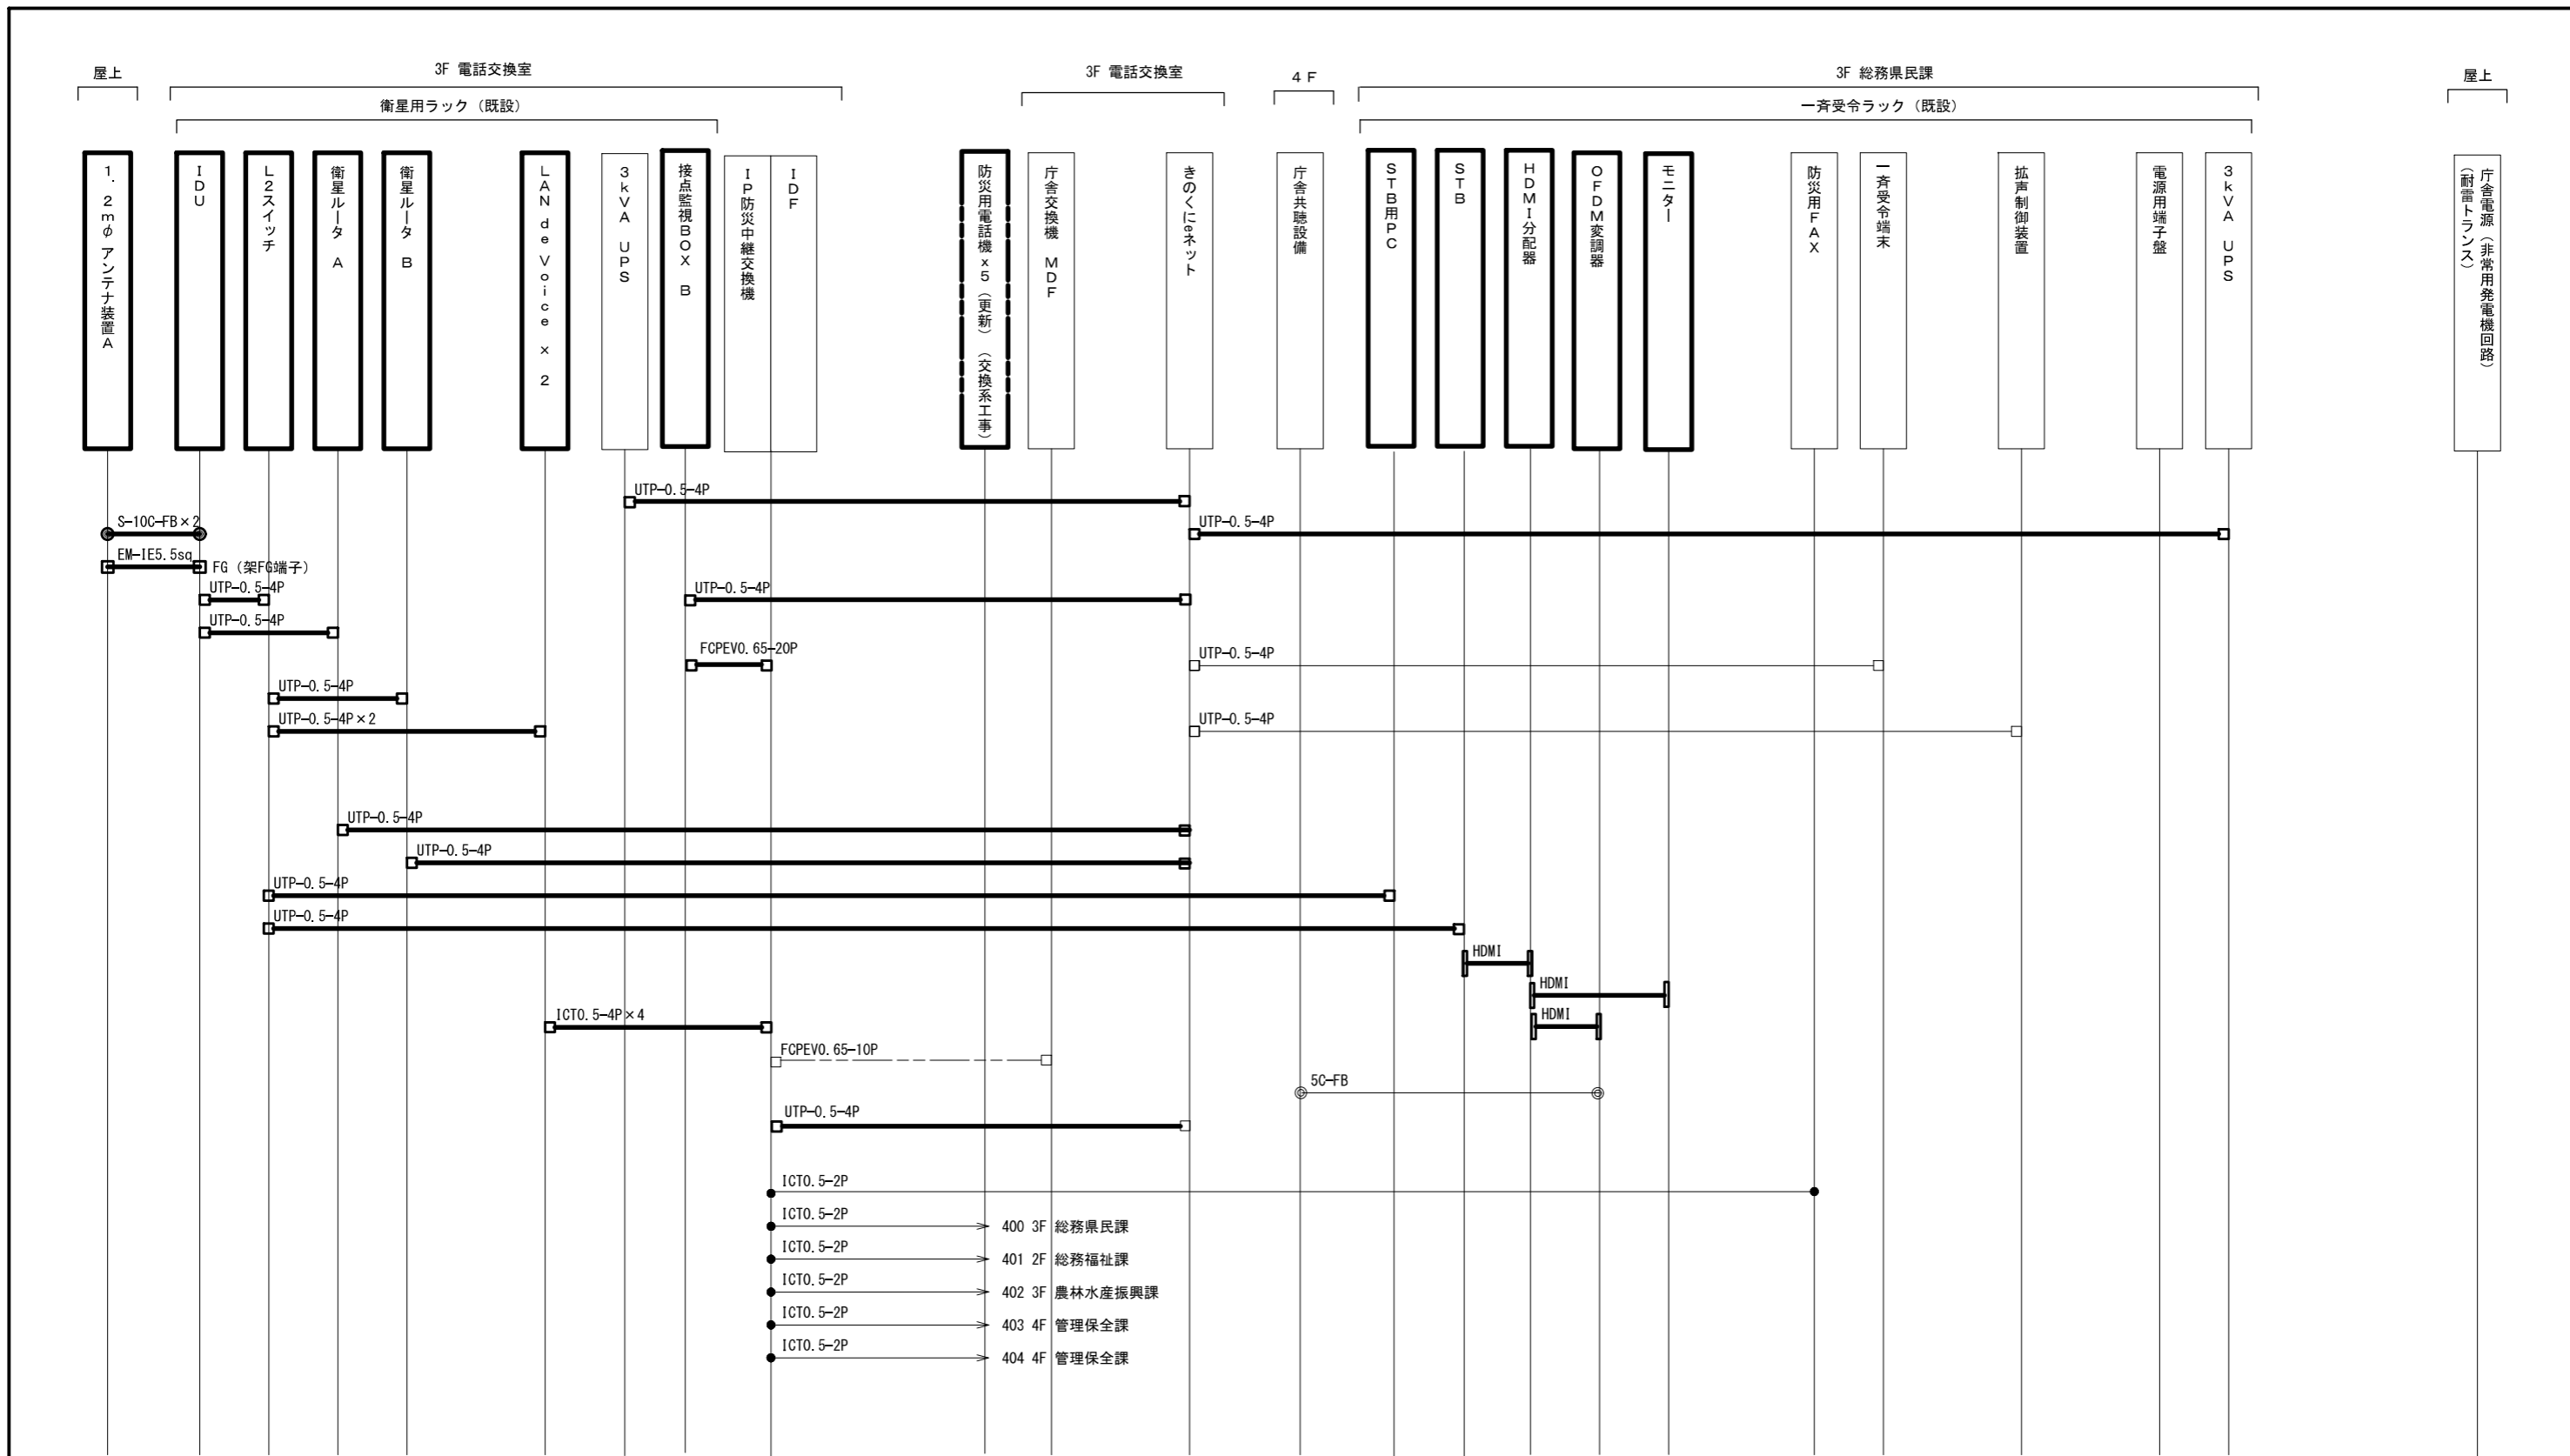 屋上
3F 電話交換室
3F 電話交換室
４Ｆ
3F 総務県民課
屋上
衛星用ラック（既設）
一斉受令ラック（既設）
１．２ｍφ アンテナ装置Ａ
ＩＤＵ
Ｌ２スイッチ
衛星ルータ Ａ
衛星ルータ Ｂ
ＬＡＮ ｄｅ Ｖｏｉｃｅ × ２
３ｋＶＡ ＵＰＳ
接点監視ＢＯＸ Ｂ
ＩＰ防災中継交換機
ＩＤＦ
防災用電話機ｘ５（更新）（交換系工事）
庁舎交換機 ＭＤＦ
きのくにeネット
庁舎共聴設備
ＳＴＢ用ＰＣ
ＳＴＢ
ＨＤＭＩ分配器
ＯＦＤＭ変調器
モニター
防災用ＦＡＸ
一斉受令端末
拡声制御装置
電源用端子盤
３ｋＶＡ ＵＰＳ
庁舎電源（非常用発電機回路）
（耐雷トランス）
UTP-0.5-4P
S-10C-FB×2
UTP-0.5-4P
EM-IE5.5sq
FG（架FG端子）
UTP-0.5-4P
UTP-0.5-4P
UTP-0.5-4P
FCPEV0.65-20P
UTP-0.5-4P
UTP-0.5-4P
UTP-0.5-4P×2
UTP-0.5-4P
UTP-0.5-4P
UTP-0.5-4P
UTP-0.5-4P
UTP-0.5-4P
HDMI
HDMI
ICT0.5-4P×4
HDMI
FCPEV0.65-10P
5C-FB
UTP-0.5-4P
ICT0.5-2P
ICT0.5-2P
400 3F 総務県民課
ICT0.5-2P
401 2F 総務福祉課
ICT0.5-2P
402 3F 農林水産振興課
ICT0.5-2P
403 4F 管理保全課
ICT0.5-2P
404 4F 管理保全課